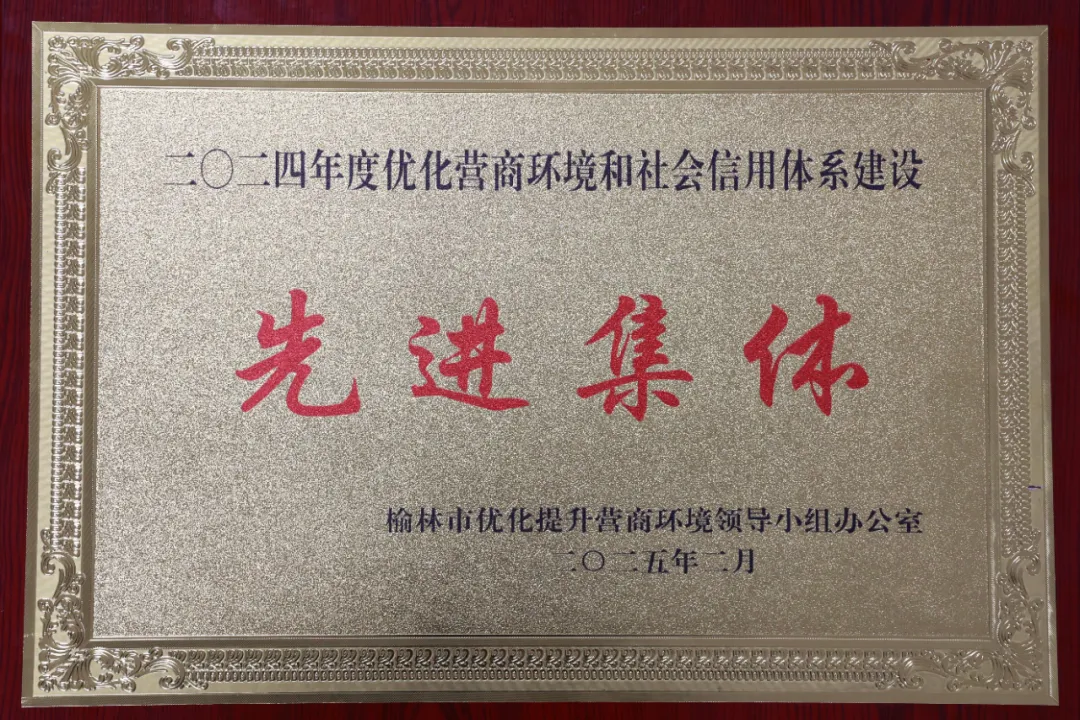 二〇二四年度优化营商环境和社会信用体系建设
先进集体
榆林市优化提升营商环境领导小组办公室
二〇二五年二月